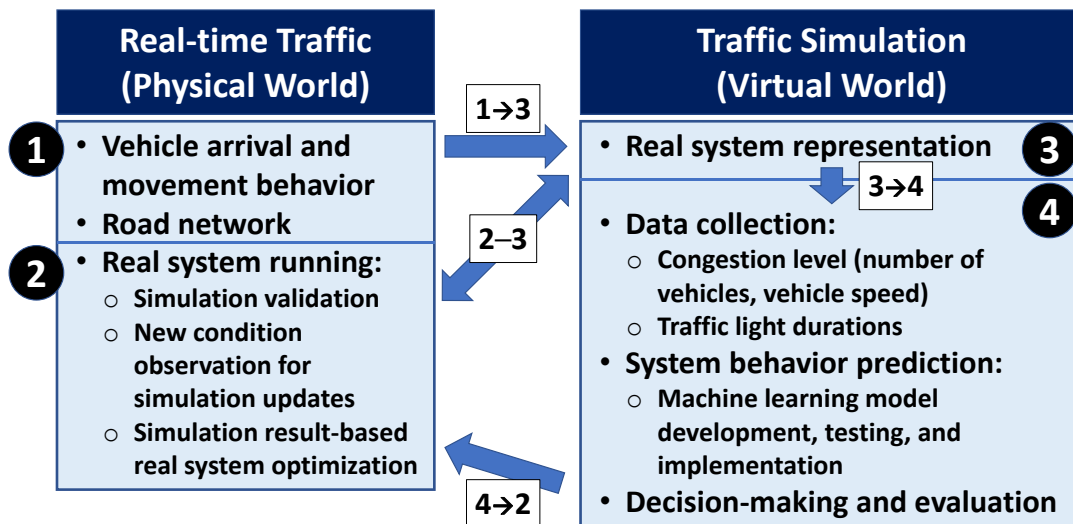 Real-time Traffic
(Physical World)
1
• Vehicle arrival and
movement behavior
• Road network
2
• Real system running:
o Simulation validation
o New condition
observation for
simulation updates
o Simulation result-based
real system optimization
1→3
2–3
4→2
Traffic Simulation
(Virtual World)
• Real system representation
3
3→4
4
• Data collection:
o Congestion level (number of
vehicles, vehicle speed)
o Traffic light durations
• System behavior prediction:
o Machine learning model
development, testing, and
implementation
• Decision-making and evaluation